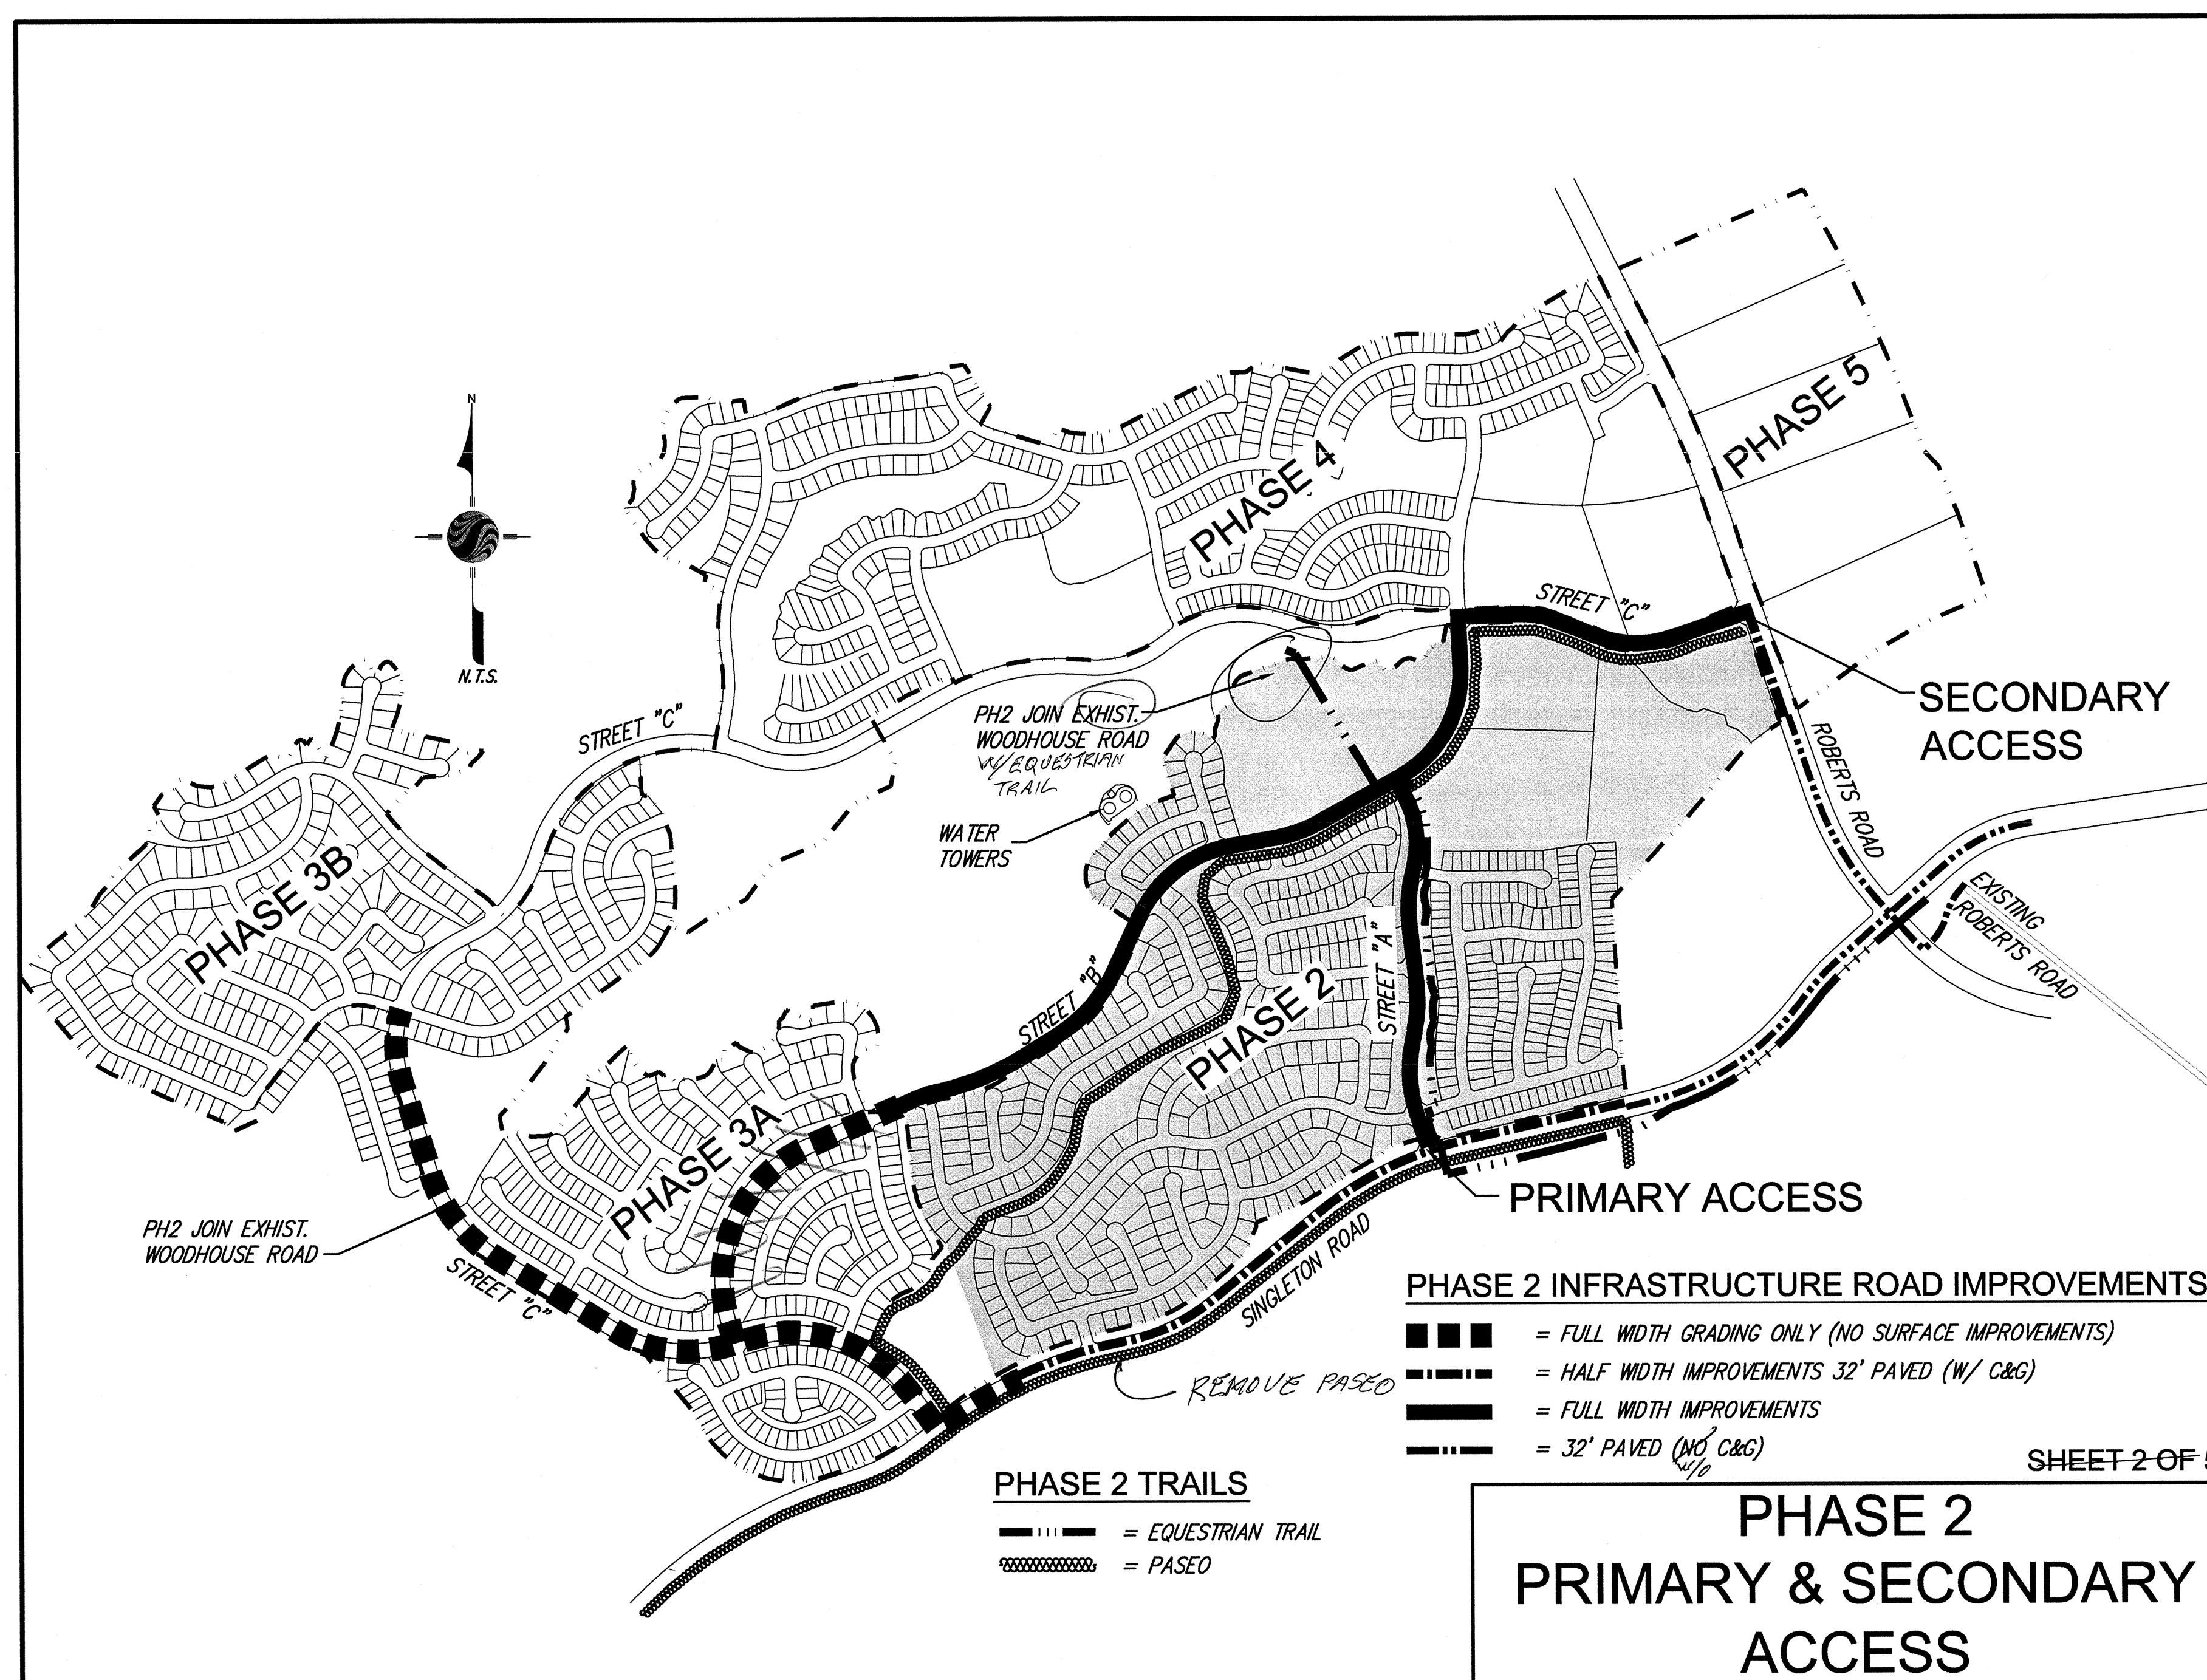 N
N.T.S.
PHASE 5
PHASE 4
STREET "C"
SECONDARY
ACCESS
PH2 JOIN EXHIST.
WOODHOUSE ROAD
W/EQUESTRIAN
TRAIL
STREET "C"
ROBERTS ROAD
WATER
TOWERS
PHASE 3B
EXISTING
ROBERTS ROAD
STREET "A"
STREET "B"
PHASE 2
PHASE 3A
PRIMARY ACCESS
PH2 JOIN EXHIST.
WOODHOUSE ROAD
STREET "C"
SINGLETON ROAD
REMOVE PASEO
PHASE 2 INFRASTRUCTURE ROAD IMPROVEMENTS
= FULL WIDTH GRADING ONLY (NO SURFACE IMPROVEMENTS)
= HALF WIDTH IMPROVEMENTS 32' PAVED (W/ C&G)
= FULL WIDTH IMPROVEMENTS
= 32' PAVED (NO C&G)
W/O
SHEET 2 OF 5
PHASE 2 TRAILS
= EQUESTRIAN TRAIL
= PASEO
PHASE 2
PRIMARY & SECONDARY
ACCESS